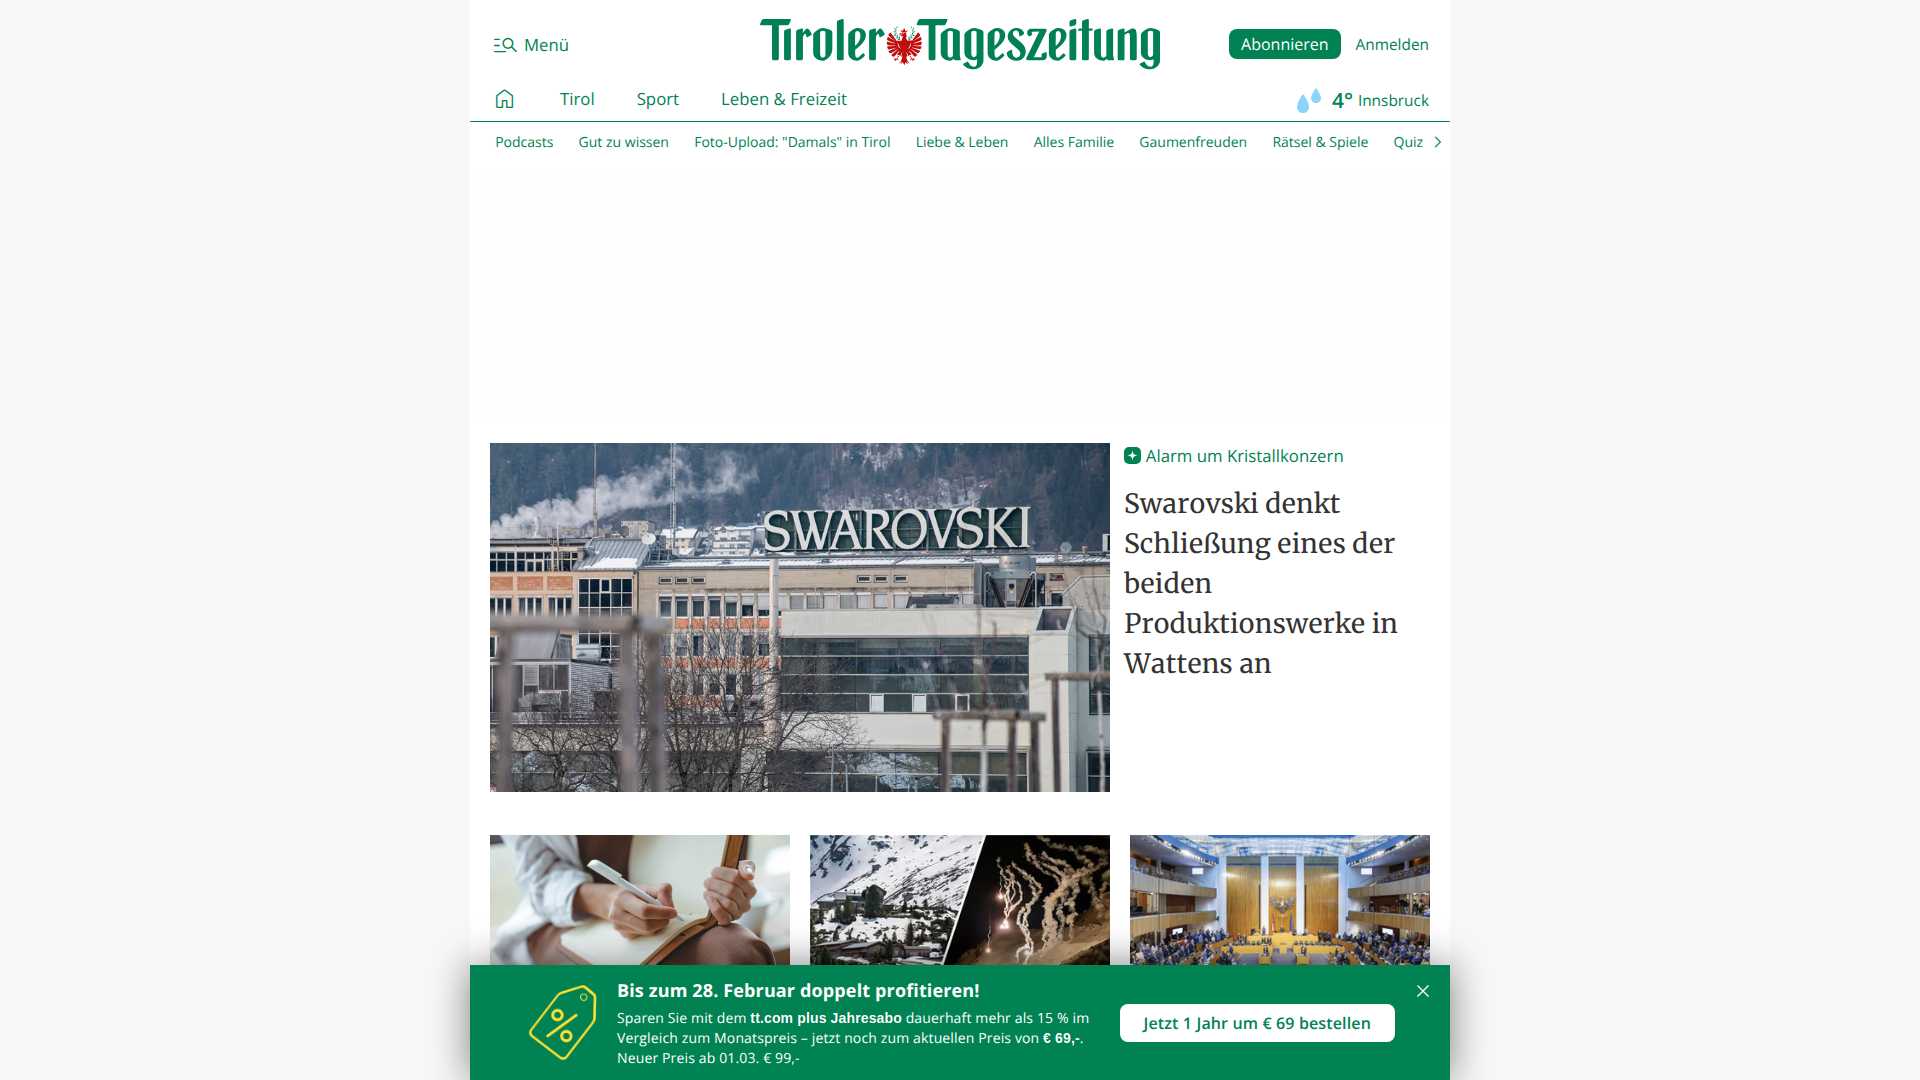 Menü
Tiroler Tageszeitung
Abonnieren
Anmelden
Tirol
Sport
Leben & Freizeit
4° Innsbruck
Podcasts
Gut zu wissen
Foto-Upload: "Damals" in Tirol
Liebe & Leben
Alles Familie
Gaumenfreuden
Rätsel & Spiele
Quiz
SWAROVSKI
Alarm um Kristallkonzern
Swarovski denkt
Schließung eines der
beiden
Produktionswerke in
Wattens an
Bis zum 28. Februar doppelt profitieren!
Sparen Sie mit dem tt.com plus Jahresabo dauerhaft mehr als 15 % im
Vergleich zum Monatspreis – jetzt noch zum aktuellen Preis von € 69,-.
Neuer Preis ab 01.03. € 99,-
Jetzt 1 Jahr um € 69 bestellen